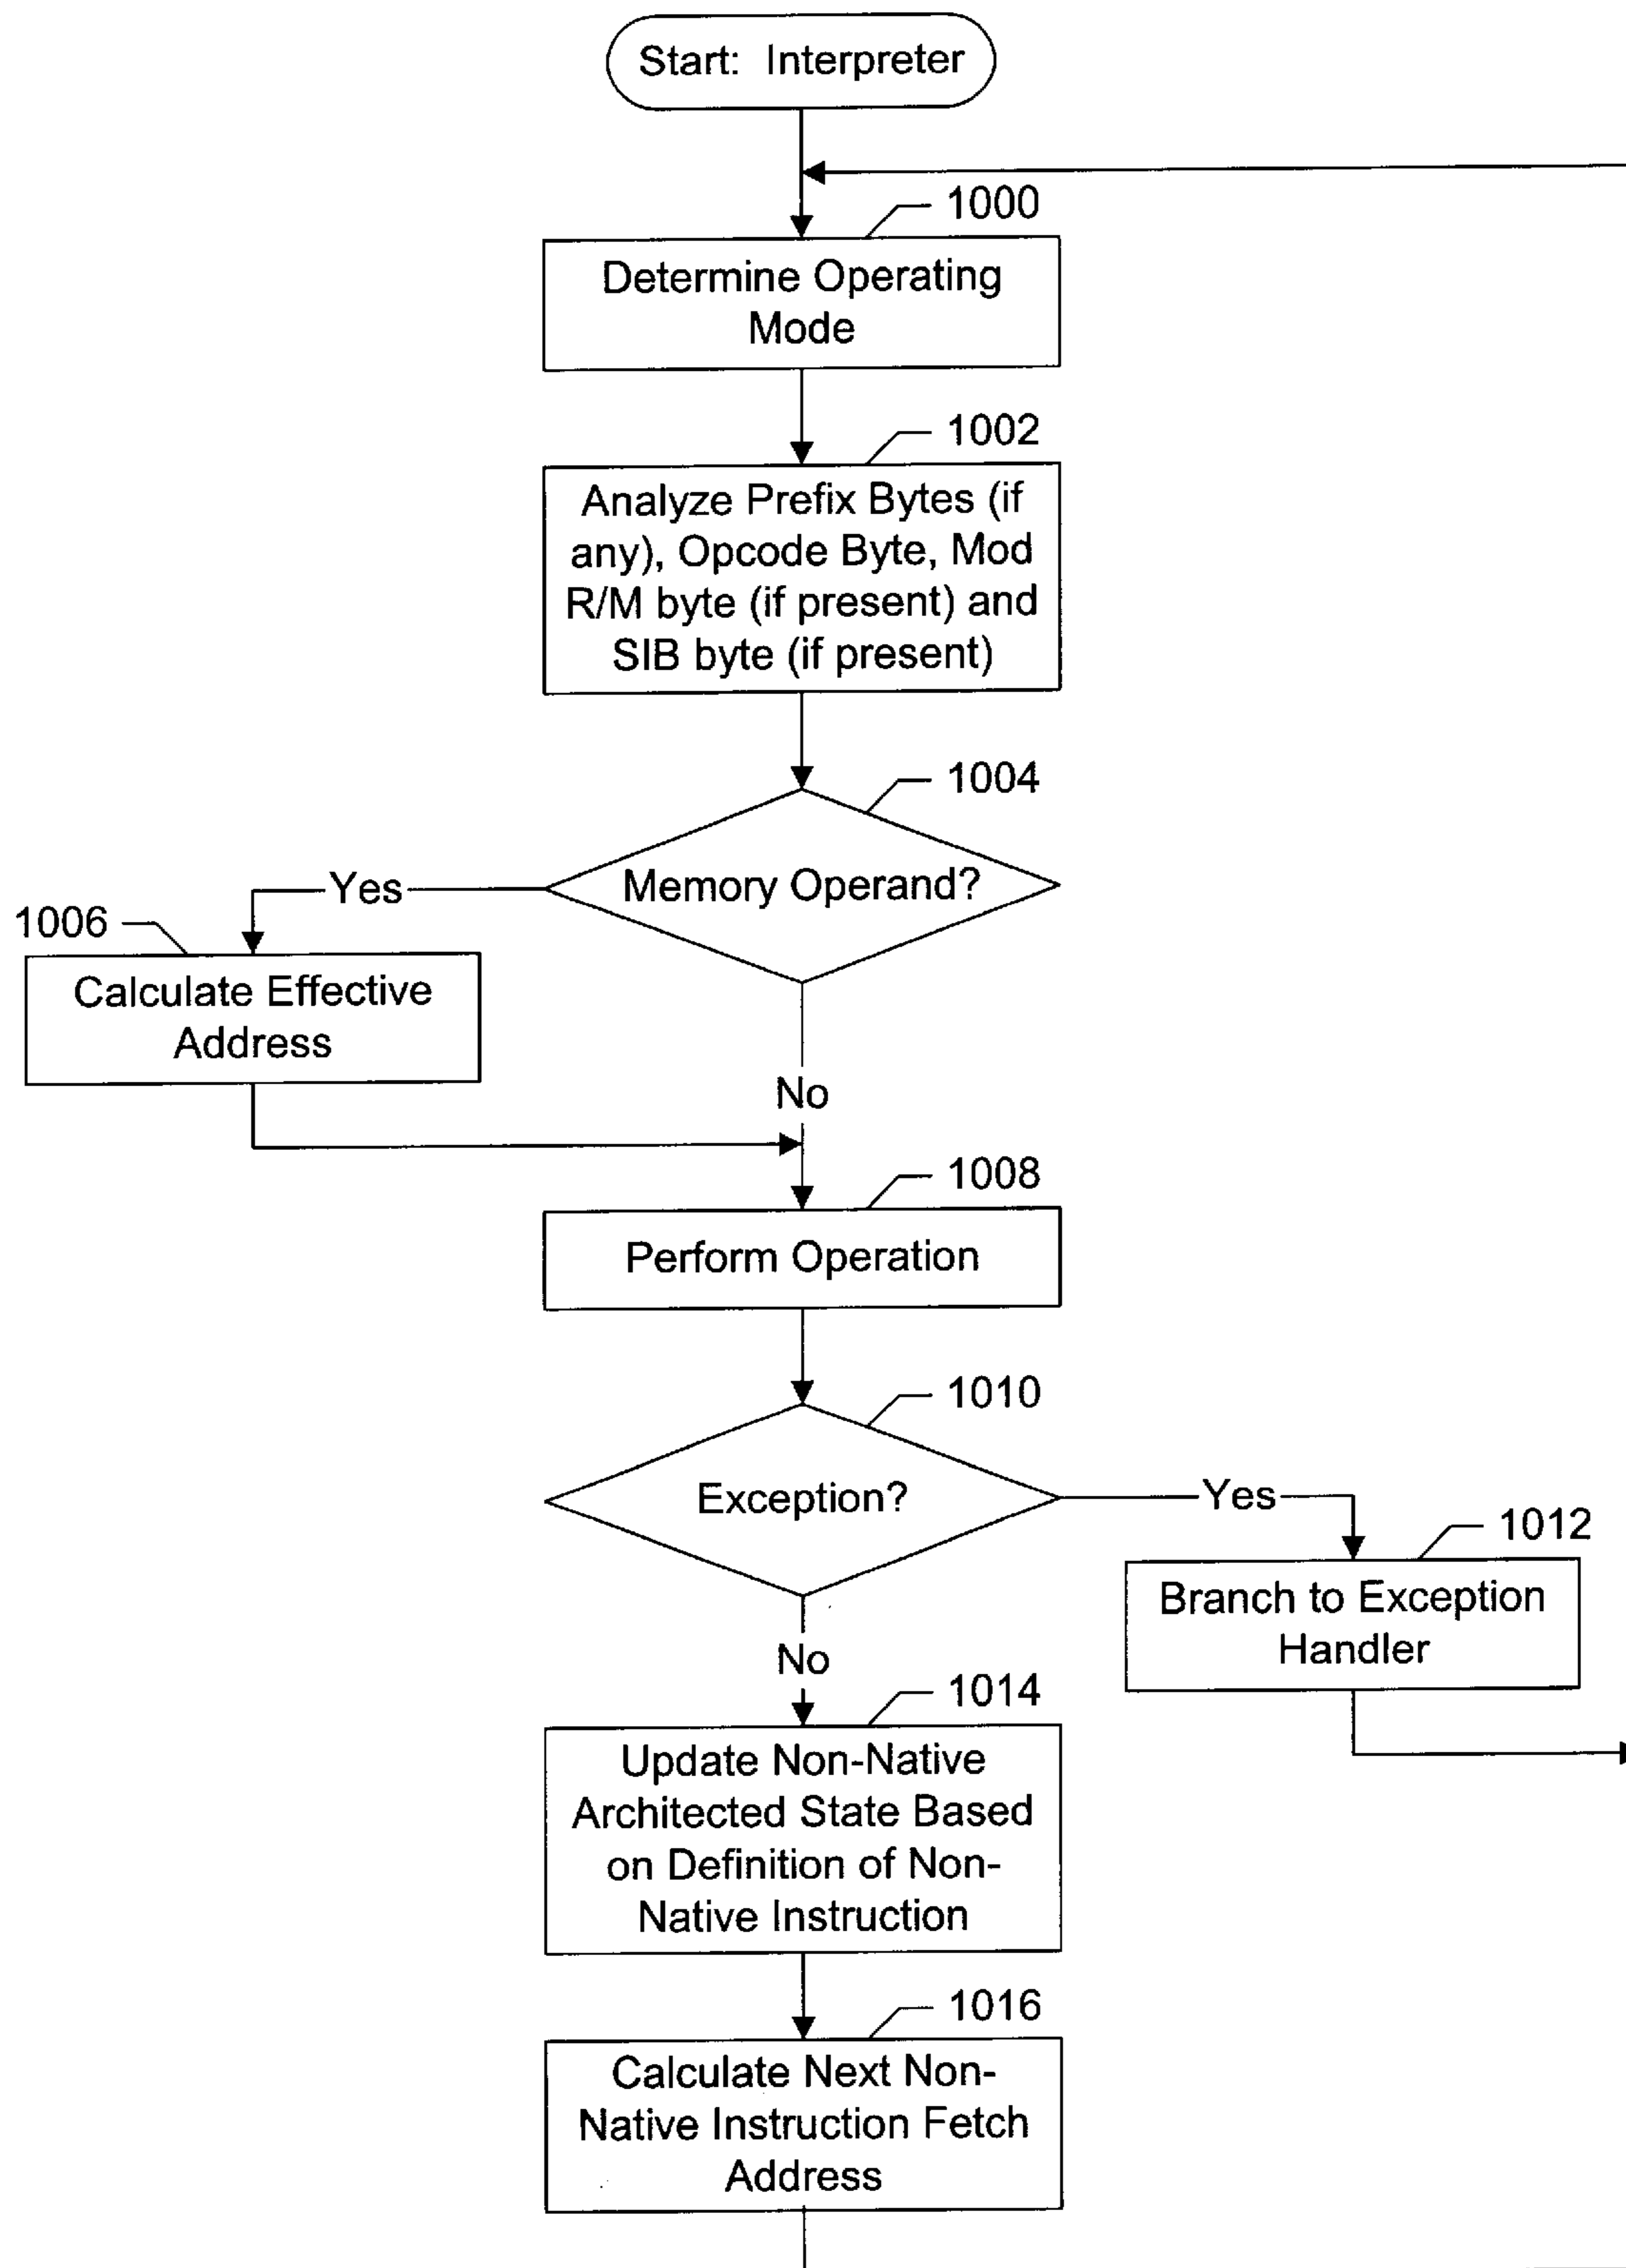 Start: Interpreter
1000
Determine Operating
Mode
1002
Analyze Prefix Bytes (if
any), Opcode Byte, Mod
R/M byte (if present) and
SIB byte (if present)
1004
Memory Operand?
Yes
1006
Calculate Effective
Address
No
1008
Perform Operation
1010
Exception?
Yes
1012
Branch to Exception
Handler
No
1014
Update Non-Native
Architected State Based
on Definition of Non-
Native Instruction
1016
Calculate Next Non-
Native Instruction Fetch
Address